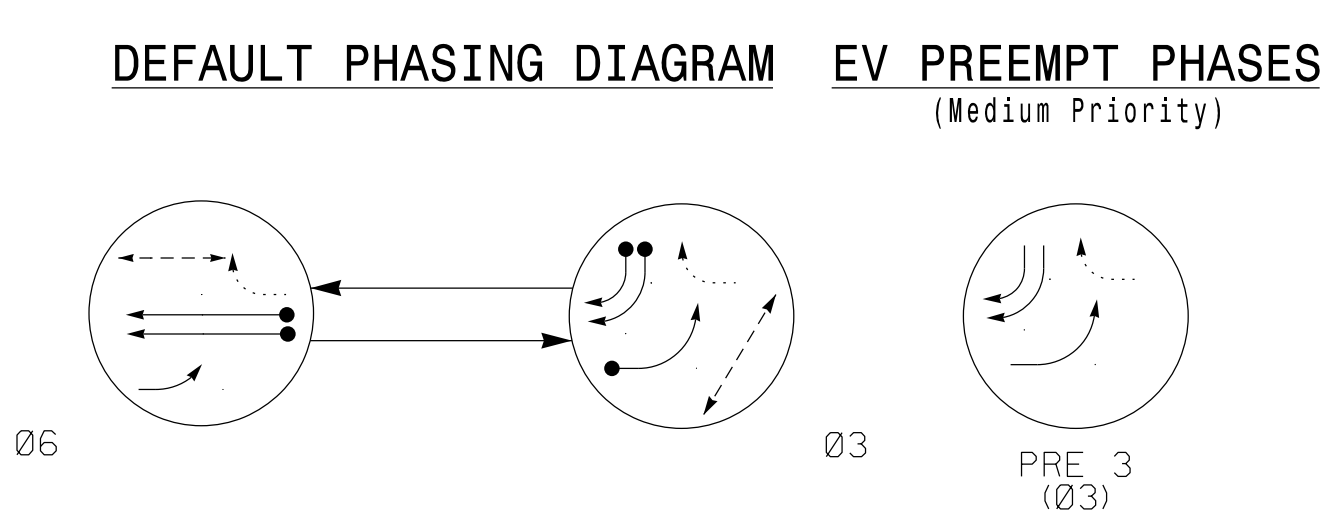 DEFAULT PHASING DIAGRAM
EV PREEMPT PHASES
(Medium Priority)
Ø6
Ø3
PRE 3
(Ø3)